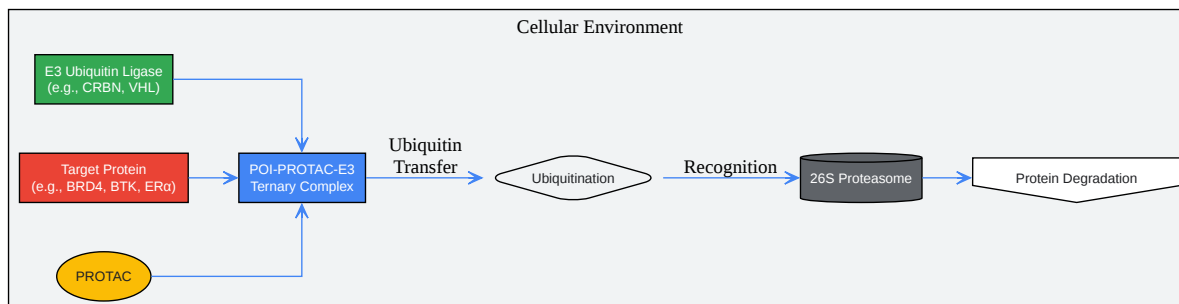 Cellular Environment
E3 Ubiquitin Ligase
(e.g., CRBN, VHL)
Target Protein
(e.g., BRD4, BTK, ERα)
POI-PROTAC-E3
Ternary Complex
Ubiquitin
Transfer
Ubiquitination
Recognition
26S Proteasome
Protein Degradation
PROTAC